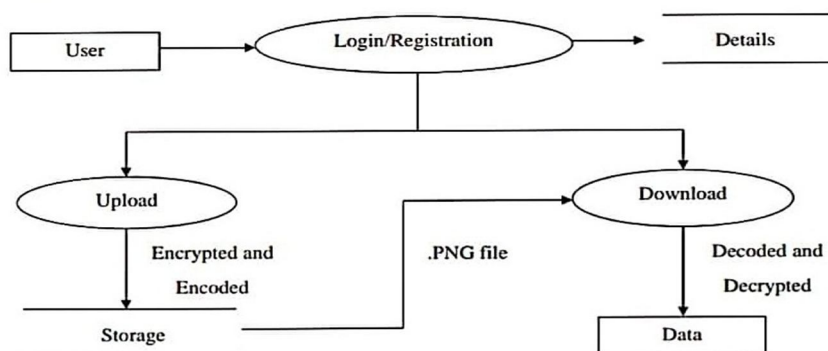 User
Login/Registration
Details
Upload
Download
Encrypted and
Encoded
.PNG file
Decoded and
Decrypted
Storage
Data